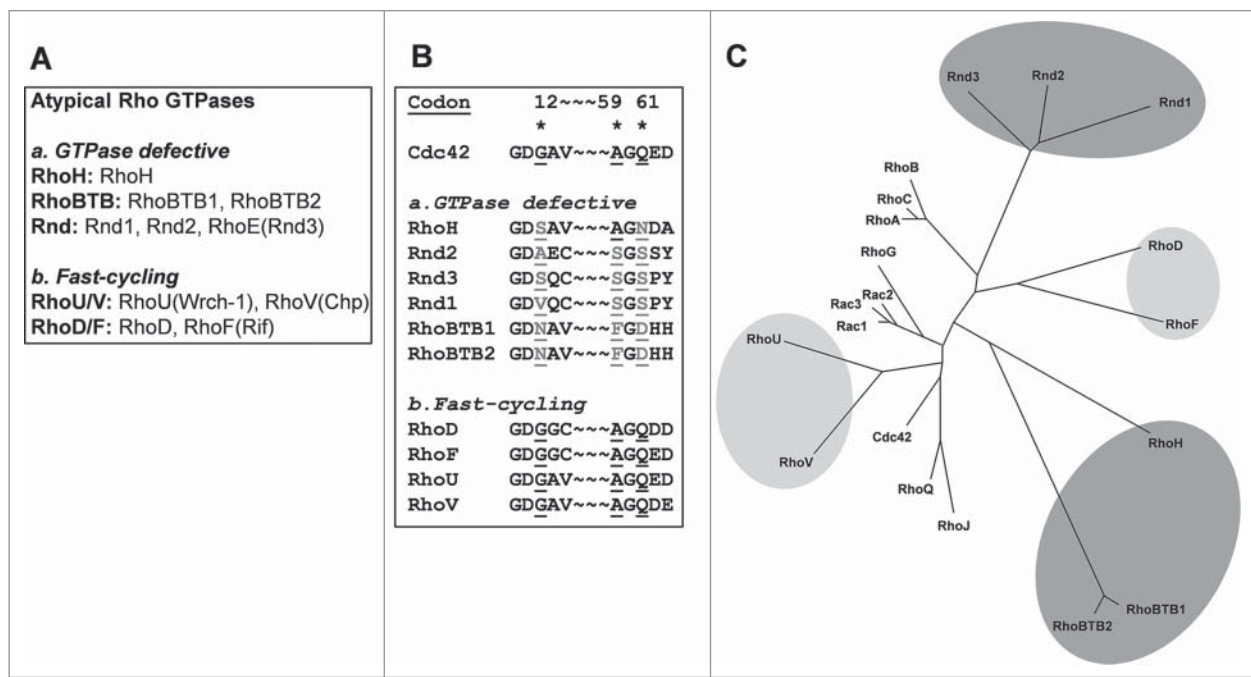 A
Atypical Rho GTPases
a. GTPase defective
RhoH: RhoH
RhoBTB: RhoBTB1, RhoBTB2
Rnd: Rnd1, Rnd2, RhoE(Rnd3)
b. Fast-cycling
RhoU/V: RhoU(Wrch-1), RhoV(Chp)
RhoD/F: RhoD, RhoF(Rif)
B
Codon 12~~~59 61
* * *
Cdc42 GDGAV~~~AGQED
a.GTPase defective
RhoH GDSAV~~~AGNDA
Rnd2 GDAEC~~~SGSSY
Rnd3 GDSQC~~~SGSPY
Rnd1 GDVQC~~~SGSPY
RhoBTB1 GDNAV~~~FGDHH
RhoBTB2 GDNAV~~~FGDHH
b.Fast-cycling
RhoD GDGGC~~~AGQDD
RhoF GDGGC~~~AGQED
RhoU GDGAV~~~AGQED
RhoV GDGAV~~~AGQDE
C
Rnd3
Rnd2
Rnd1
RhoB
RhoC
RhoA
RhoG
Rac2
Rac3
Rac1
RhoD
RhoF
RhoU
RhoV
Cdc42
RhoQ
RhoJ
RhoH
RhoBTB1
RhoBTB2